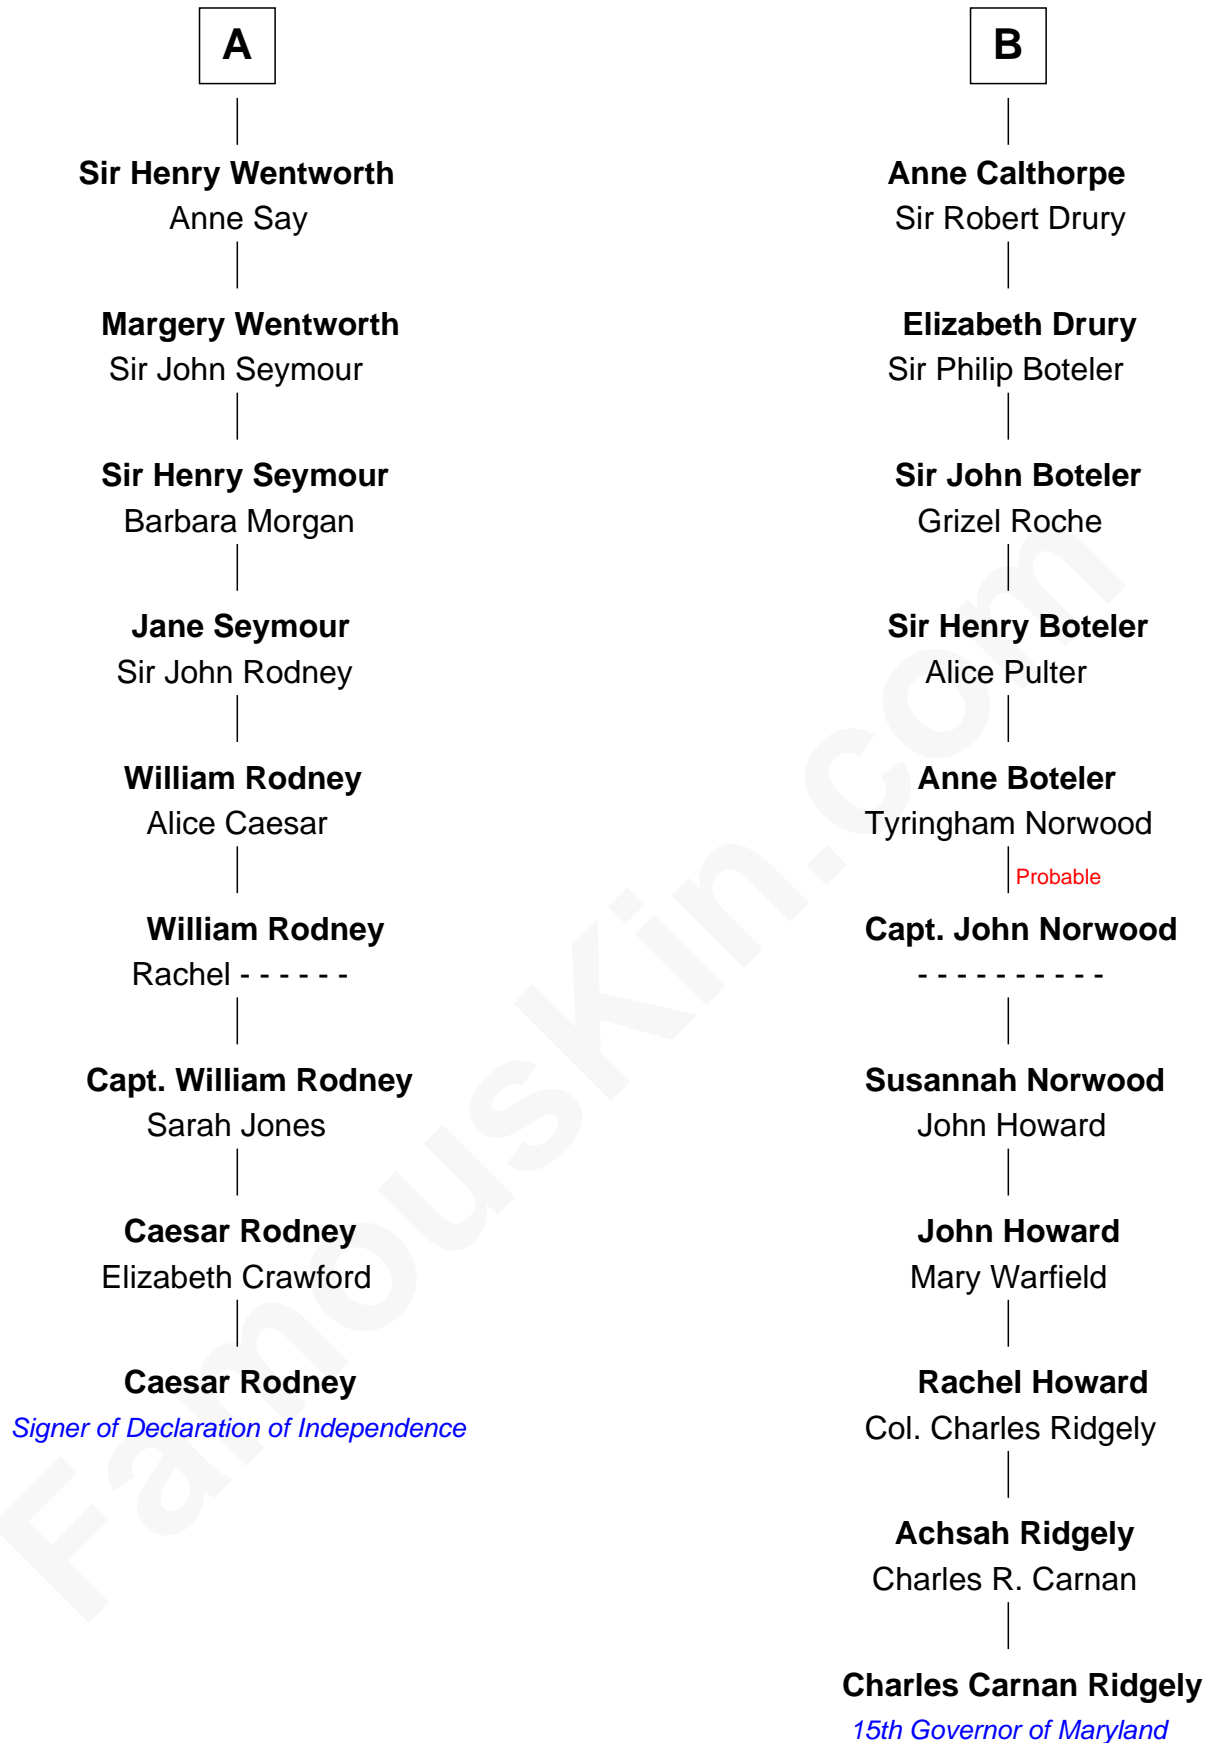 A
Sir Henry Wentworth
Anne Say
Margery Wentworth
Sir John Seymour
Sir Henry Seymour
Barbara Morgan
Jane Seymour
Sir John Rodney
William Rodney
Alice Caesar
William Rodney
Rachel - - - - - -
Capt. William Rodney
Sarah Jones
Caesar Rodney
Elizabeth Crawford
Caesar Rodney
Signer of Declaration of Independence
B
Anne Calthorpe
Sir Robert Drury
Elizabeth Drury
Sir Philip Boteler
Sir John Boteler
Grizel Roche
Sir Henry Boteler
Alice Pulter
Anne Boteler
Tyringham Norwood
Probable
Capt. John Norwood
- - - - - - - - - -
Susannah Norwood
John Howard
John Howard
Mary Warfield
Rachel Howard
Col. Charles Ridgely
Achsah Ridgely
Charles R. Carnan
Charles Carnan Ridgely
15th Governor of Maryland
FamousKin.com